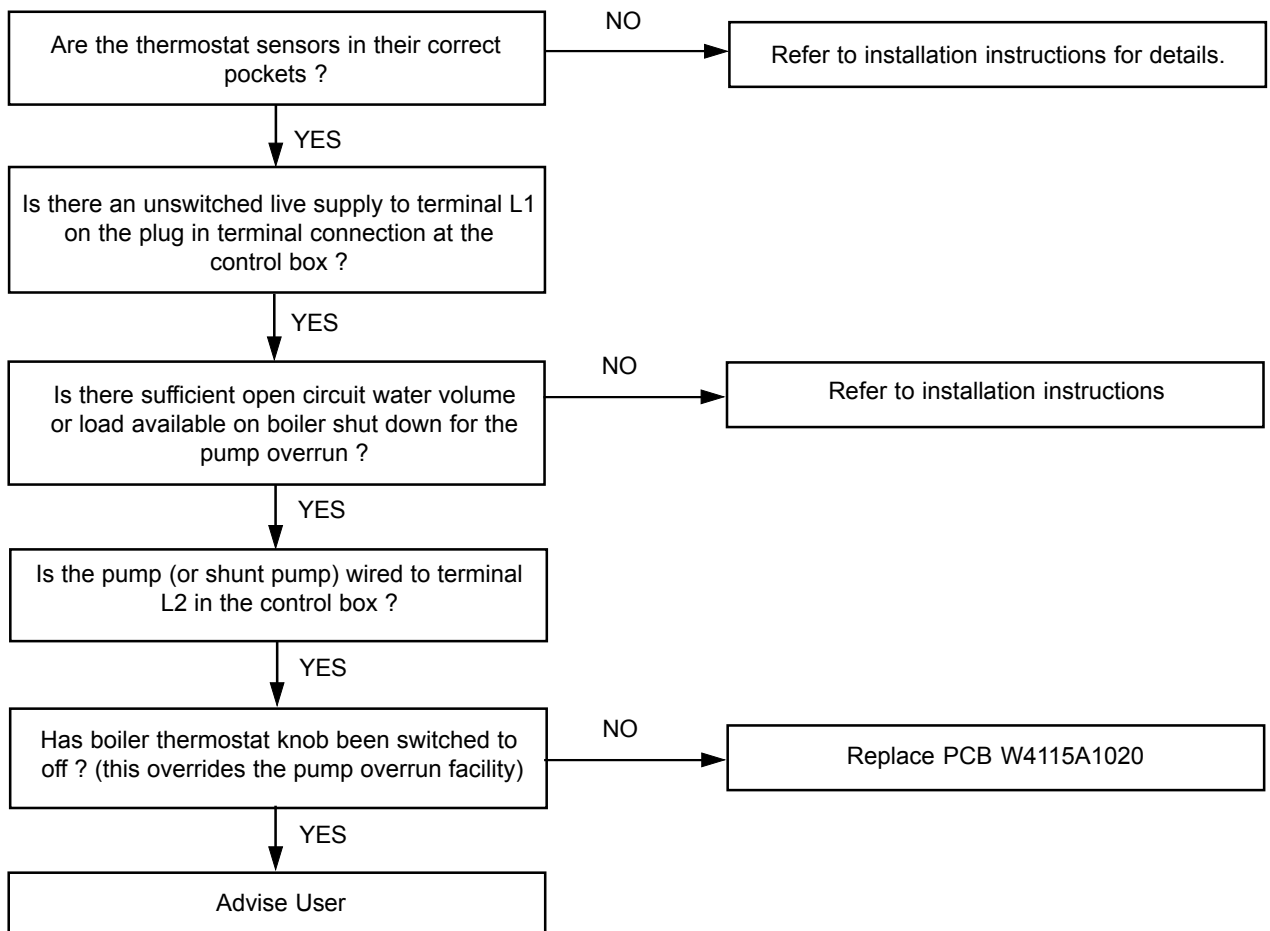 Are the thermostat sensors in their correct
pockets ?
NO
Refer to installation instructions for details.
YES
Is there an unswitched live supply to terminal L1
on the plug in terminal connection at the
control box ?
YES
Is there sufficient open circuit water volume
or load available on boiler shut down for the
pump overrun ?
NO
Refer to installation instructions
YES
Is the pump (or shunt pump) wired to terminal
L2 in the control box ?
YES
Has boiler thermostat knob been switched to
off ? (this overrides the pump overrun facility)
NO
Replace PCB W4115A1020
YES
Advise User